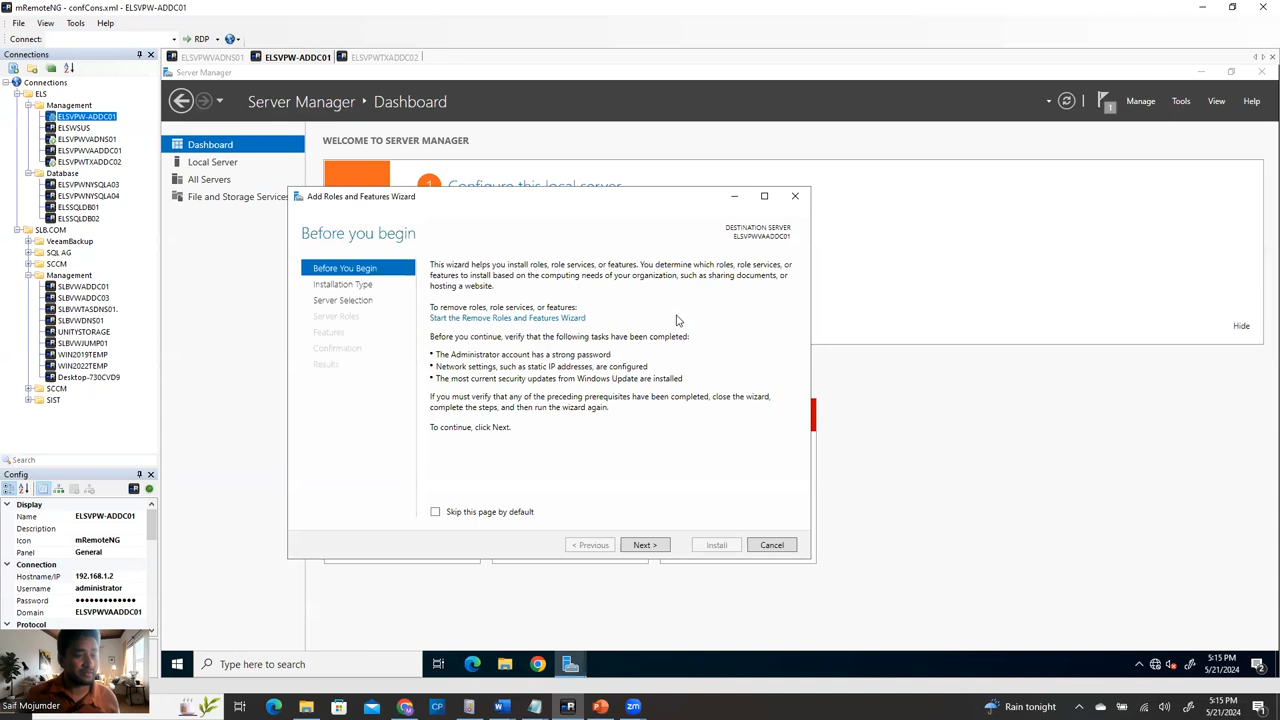 mRemoteNG - confCons.xml - ELSVPW-ADDC01
File View Tools Help
Connect: RDP
Connections
Connections
ELS
Management
ELSVPW-ADDC01
ELSWSUS
ELSVPWVADNS01
ELSVPWVAADDC01
ELSVPWTXADDC02
Database
ELSVPWNYSQLA03
ELSVPWNYSQLA04
ELSSQLDB01
ELSSQLDB02
SLB.COM
VeeamBackup
SQL AG
SCCM
Management
SLBVVADDC01
SLBVWADDC03
SLBVWTASDNS01.
SLBVWDNS01
UNITYSTORAGE
SLBVWJUMP01
WIN2019TEMP
WIN2022TEMP
Desktop-730CVD9
SCCM
SIST
Search
Config
Display
Name ELSVPW-ADDC01
Description
Icon mRemoteNG
Panel General
Connection
Hostname/IP 192.168.1.2
Username administrator
Password ●●●●●●●●●●●●●
Domain ELSVPWVAADDC01
Protocol
Saif Mojumder
ELSVPWVADNS01 ELSVPW-ADDC01 ELSVPWTXADDC02
Server Manager
Server Manager Dashboard
1 Manage Tools View Help
Dashboard
Local Server
All Servers
File and Storage Services
WELCOME TO SERVER MANAGER
1 Configure this local server
Hide
Add Roles and Features Wizard
Before you begin
DESTINATION SERVER
ELSVPWVAADDC01
Before You Begin
Installation Type
Server Selection
Server Roles
Features
Confirmation
Results
This wizard helps you install roles, role services, or features. You determine which roles, role services, or
features to install based on the computing needs of your organization, such as sharing documents, or
hosting a website.
To remove roles, role services, or features:
Start the Remove Roles and Features Wizard
Before you continue, verify that the following tasks have been completed:
• The Administrator account has a strong password
• Network settings, such as static IP addresses, are configured
• The most current security updates from Windows Update are installed
If you must verify that any of the preceding prerequisites have been completed, close the wizard,
complete the steps, and then run the wizard again.
To continue, click Next.
Skip this page by default
< Previous Next > Install Cancel
Type here to search
5:15 PM
5/21/2024
2
Rain tonight
5:15 PM
5/21/2024
1